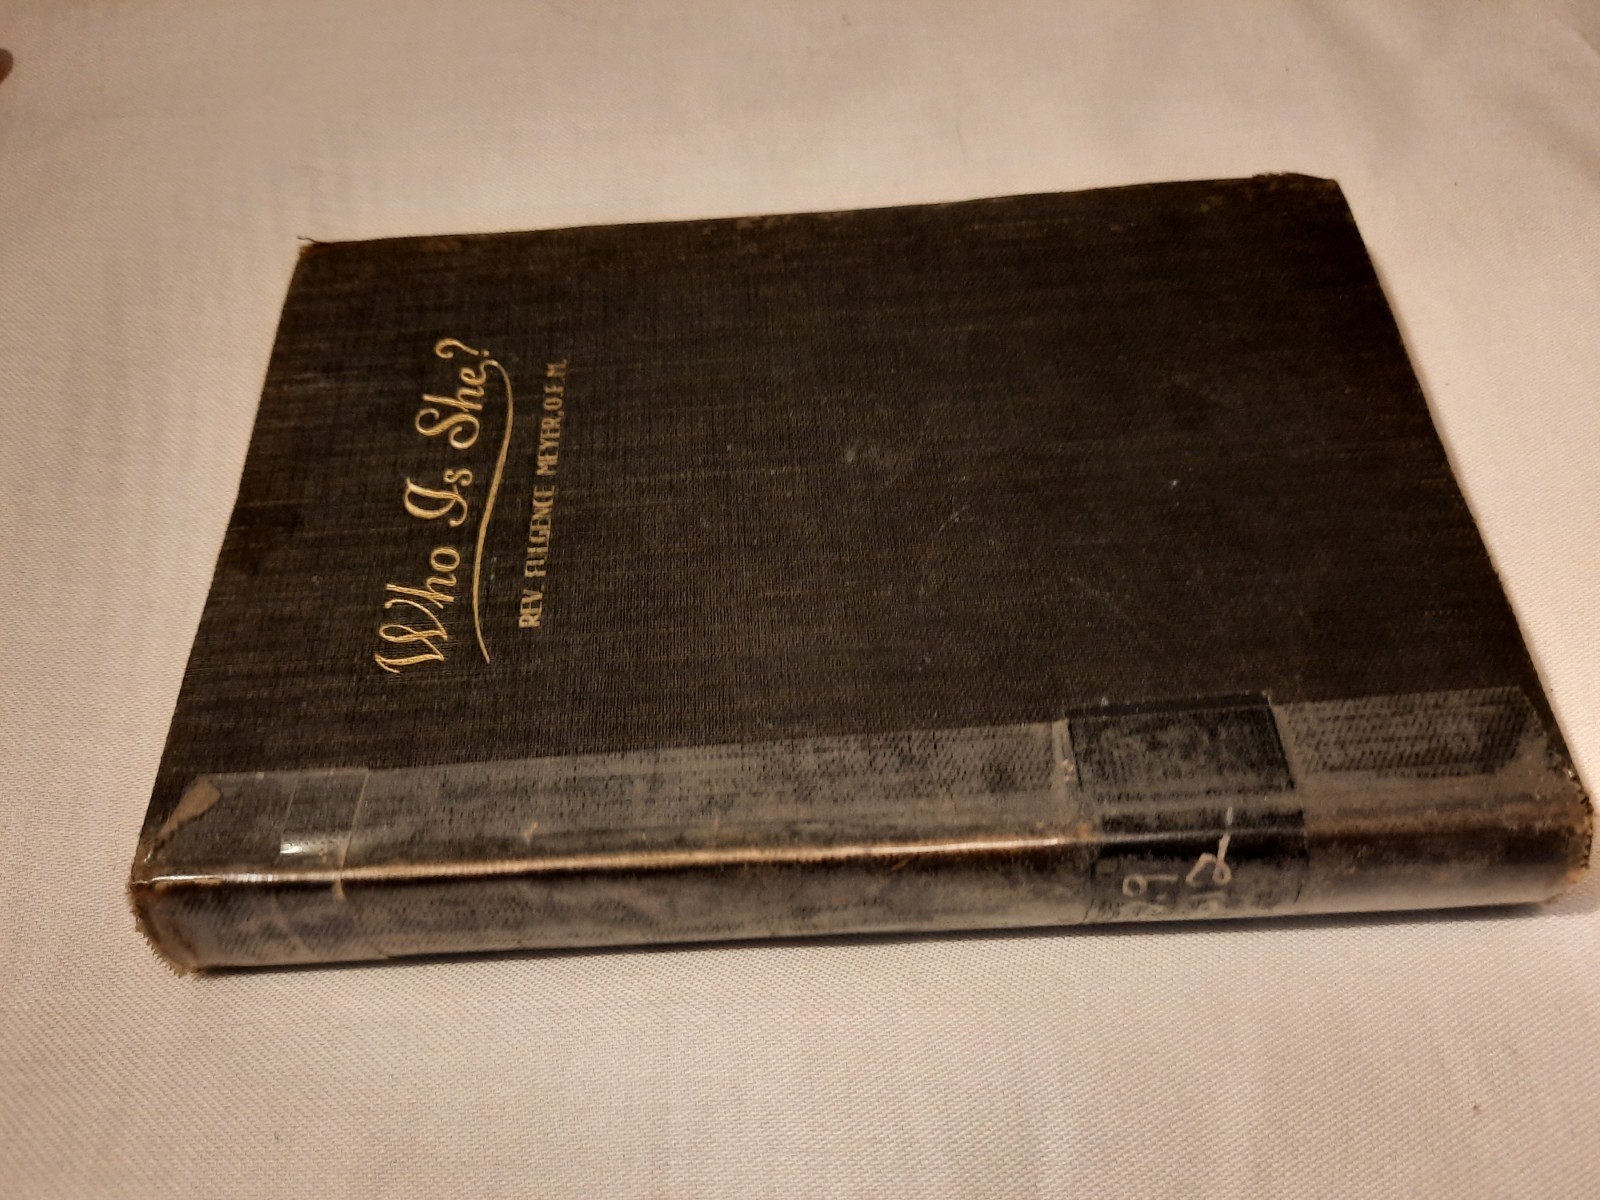 Who Is She?
REV. FULGENCE MEYER, O.F.M.